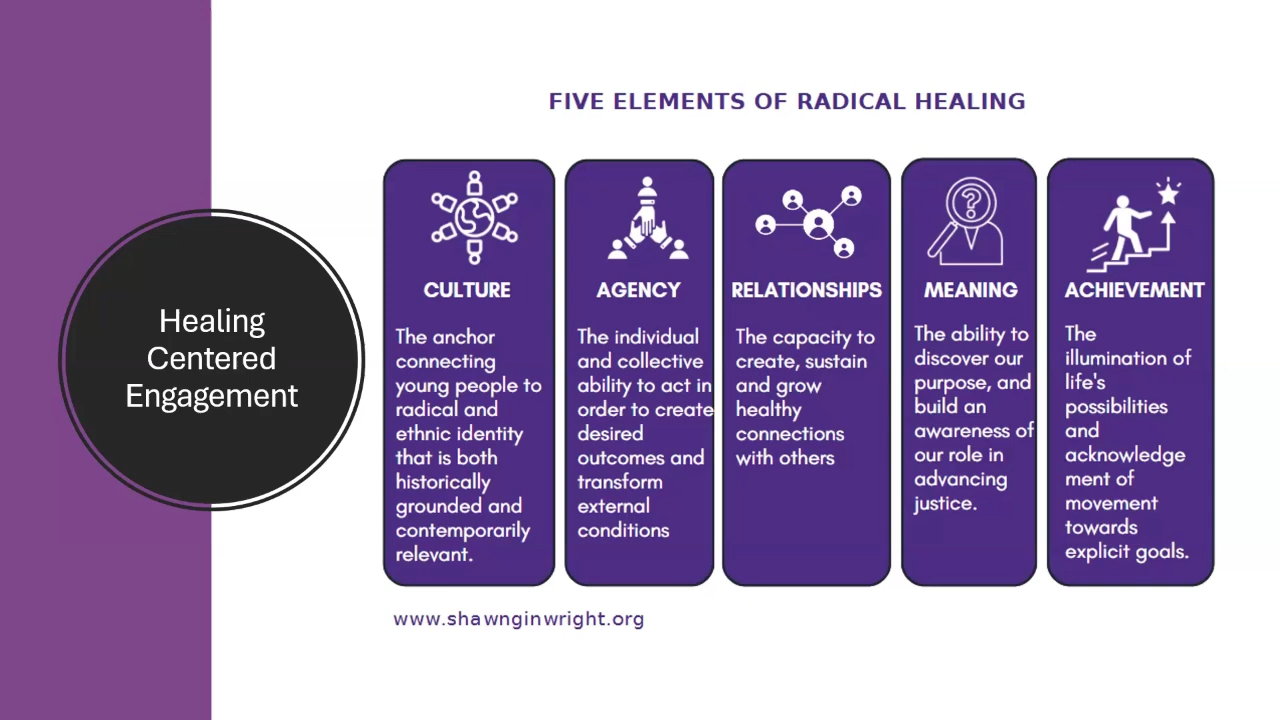 FIVE ELEMENTS OF RADICAL HEALING
Healing
Centered
Engagement
CULTURE
The anchor
connecting
young people to
radical and
ethnic identity
that is both
historically
grounded and
contemporarily
relevant.
AGENCY
The individual
and collective
ability to act in
order to create
desired
outcomes and
transform
external
conditions
RELATIONSHIPS
The capacity to
create, sustain
and grow
healthy
connections
with others
MEANING
The ability to
discover our
purpose, and
build an
awareness of
our role in
advancing
justice.
ACHIEVEMENT
The
illumination of
life's
possibilities
and
acknowledge
ment of
movement
towards
explicit goals.
www.shawnginwright.org